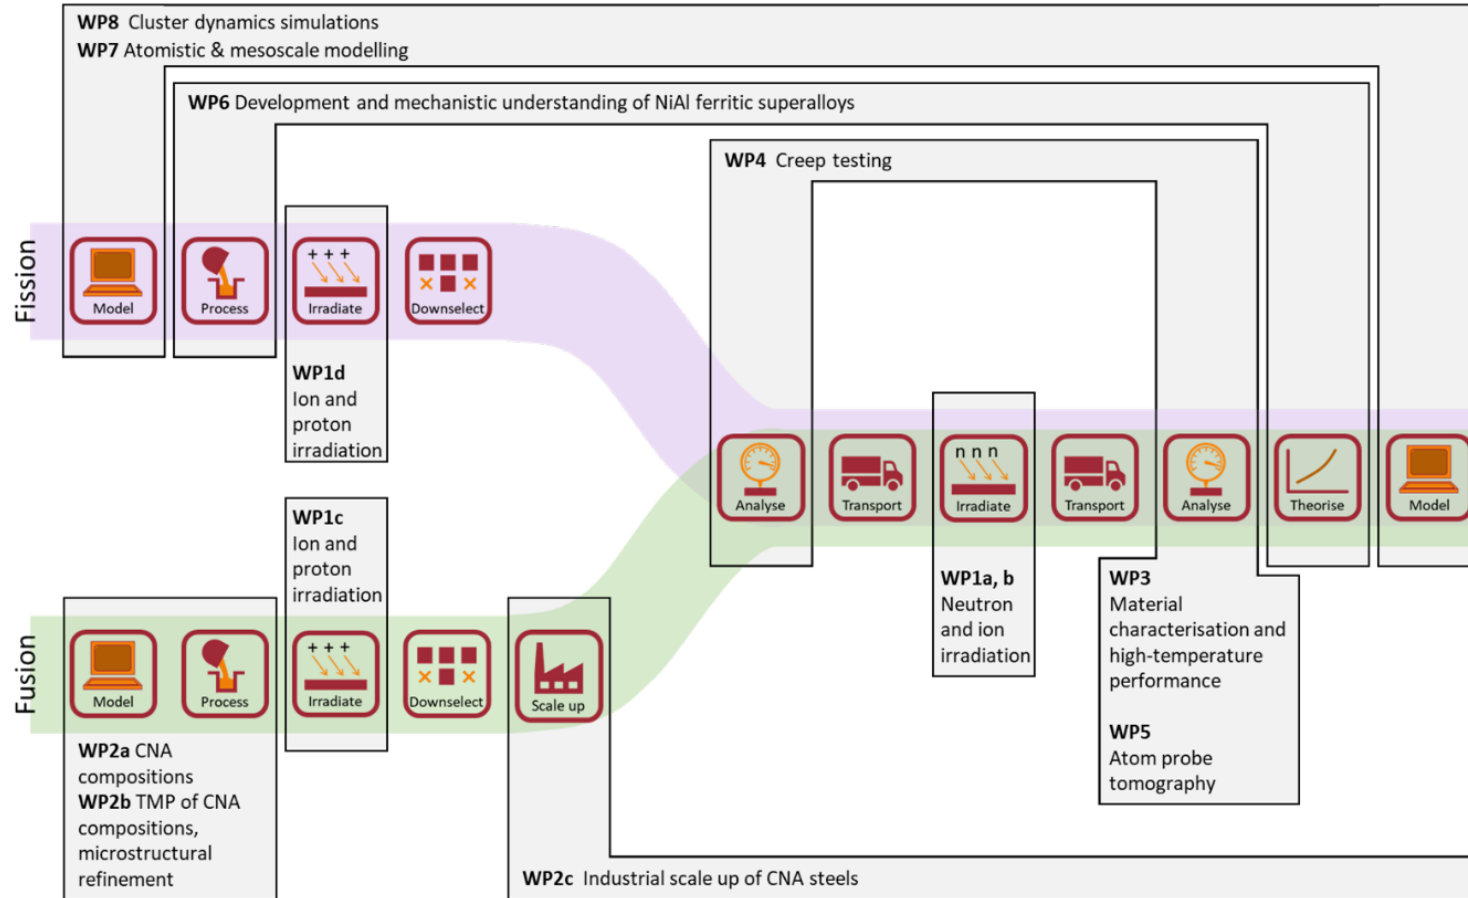 WP8 Cluster dynamics simulations
WP7 Atomistic & mesoscale modelling
WP6 Development and mechanistic understanding of NiAl ferritic superalloys
WP4 Creep testing
Fission
+ + +
Model
Process
Irradiate
Downselect
WP1d
Ion and
proton
irradiation
n n n
Analyse
Transport
Irradiate
Transport
Analyse
Theorise
Model
WP1c
Ion and
proton
irradiation
WP1a, b
Neutron
and ion
irradiation
WP3
Material
characterisation and
high-temperature
performance
WP5
Atom probe
tomography
Fusion
+ + +
Model
Process
Irradiate
Downselect
Scale up
WP2a CNA
compositions
WP2b TMP of CNA
compositions,
microstructural
refinement
WP2c Industrial scale up of CNA steels